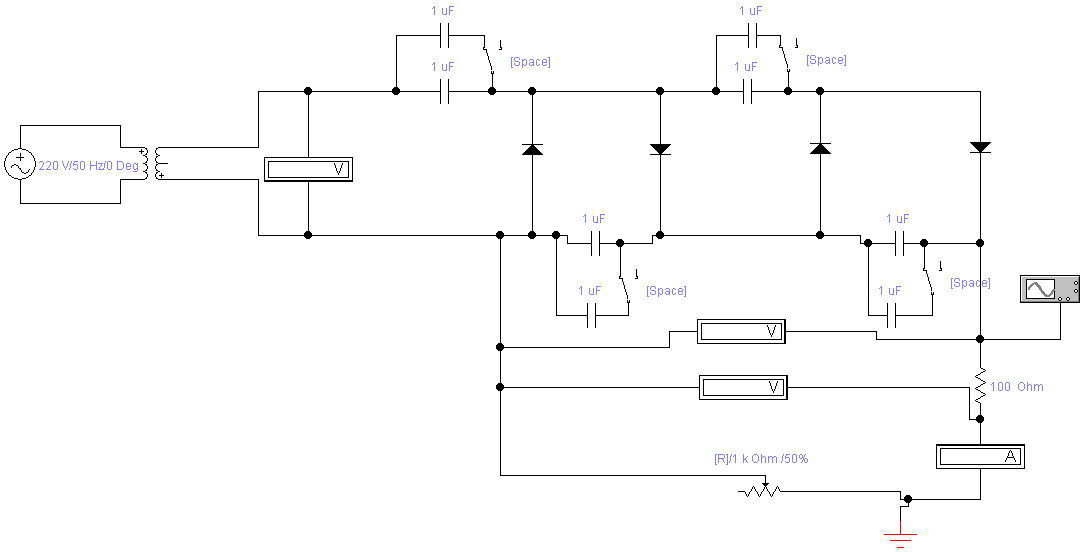 1 uF
1 uF
[Space]
1 uF
1 uF
[Space]
220 V/50 Hz/0 Deg
V
1 uF
1 uF
[Space]
1 uF
1 uF
[Space]
V
V
100 Ohm
A
[R]/1 k Ohm /50%